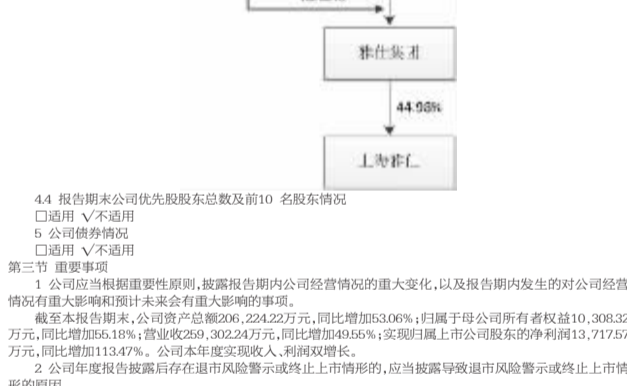 雅仕集团
44.96%
上海雅仕
4.4 报告期末公司优先股股东总数及前10 名股东情况
□适用 √不适用
5 公司债券情况
□适用 √不适用
第三节 重要事项
1 公司应当根据重要性原则,披露报告期内公司经营情况的重大变化,以及报告期内发生的对公司经营
情况有重大影响和预计未来会有重大影响的事项。
截至本报告期末,公司资产总额206,224.22万元,同比增加53.06%;归属于母公司所有者权益10,308.32
万元,同比增加55.18%;营业收259,302.24万元,同比增加49.55%;实现归属上市公司股东的净利润13,717.57
万元,同比增加113.47%。公司本年度实现收入、利润双增长。
2 公司年度报告披露后存在退市风险警示或终止上市情形的,应当披露导致退市风险警示或终止上市情
形的原因